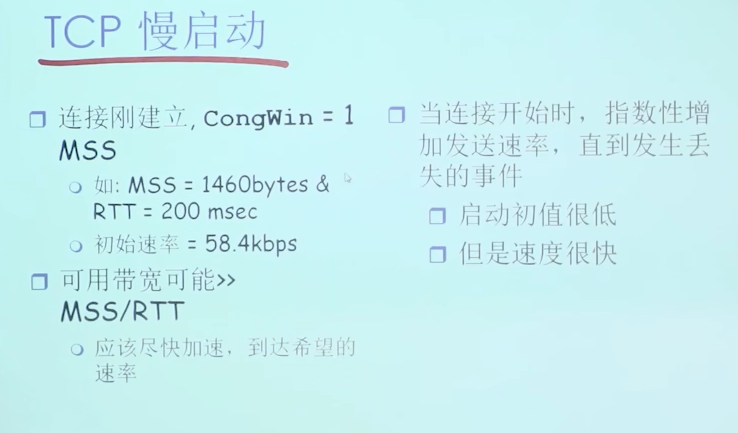 TCP 慢启动
连接刚建立, CongWin = 1
MSS
如: MSS = 1460bytes &
RTT = 200 msec
初始速率 = 58.4kbps
可用带宽可能>>
MSS/RTT
应该尽快加速，到达希望的
速率
当连接开始时，指数性增
加发送速率，直到发生丢
失的事件
启动初值很低
但是速度很快